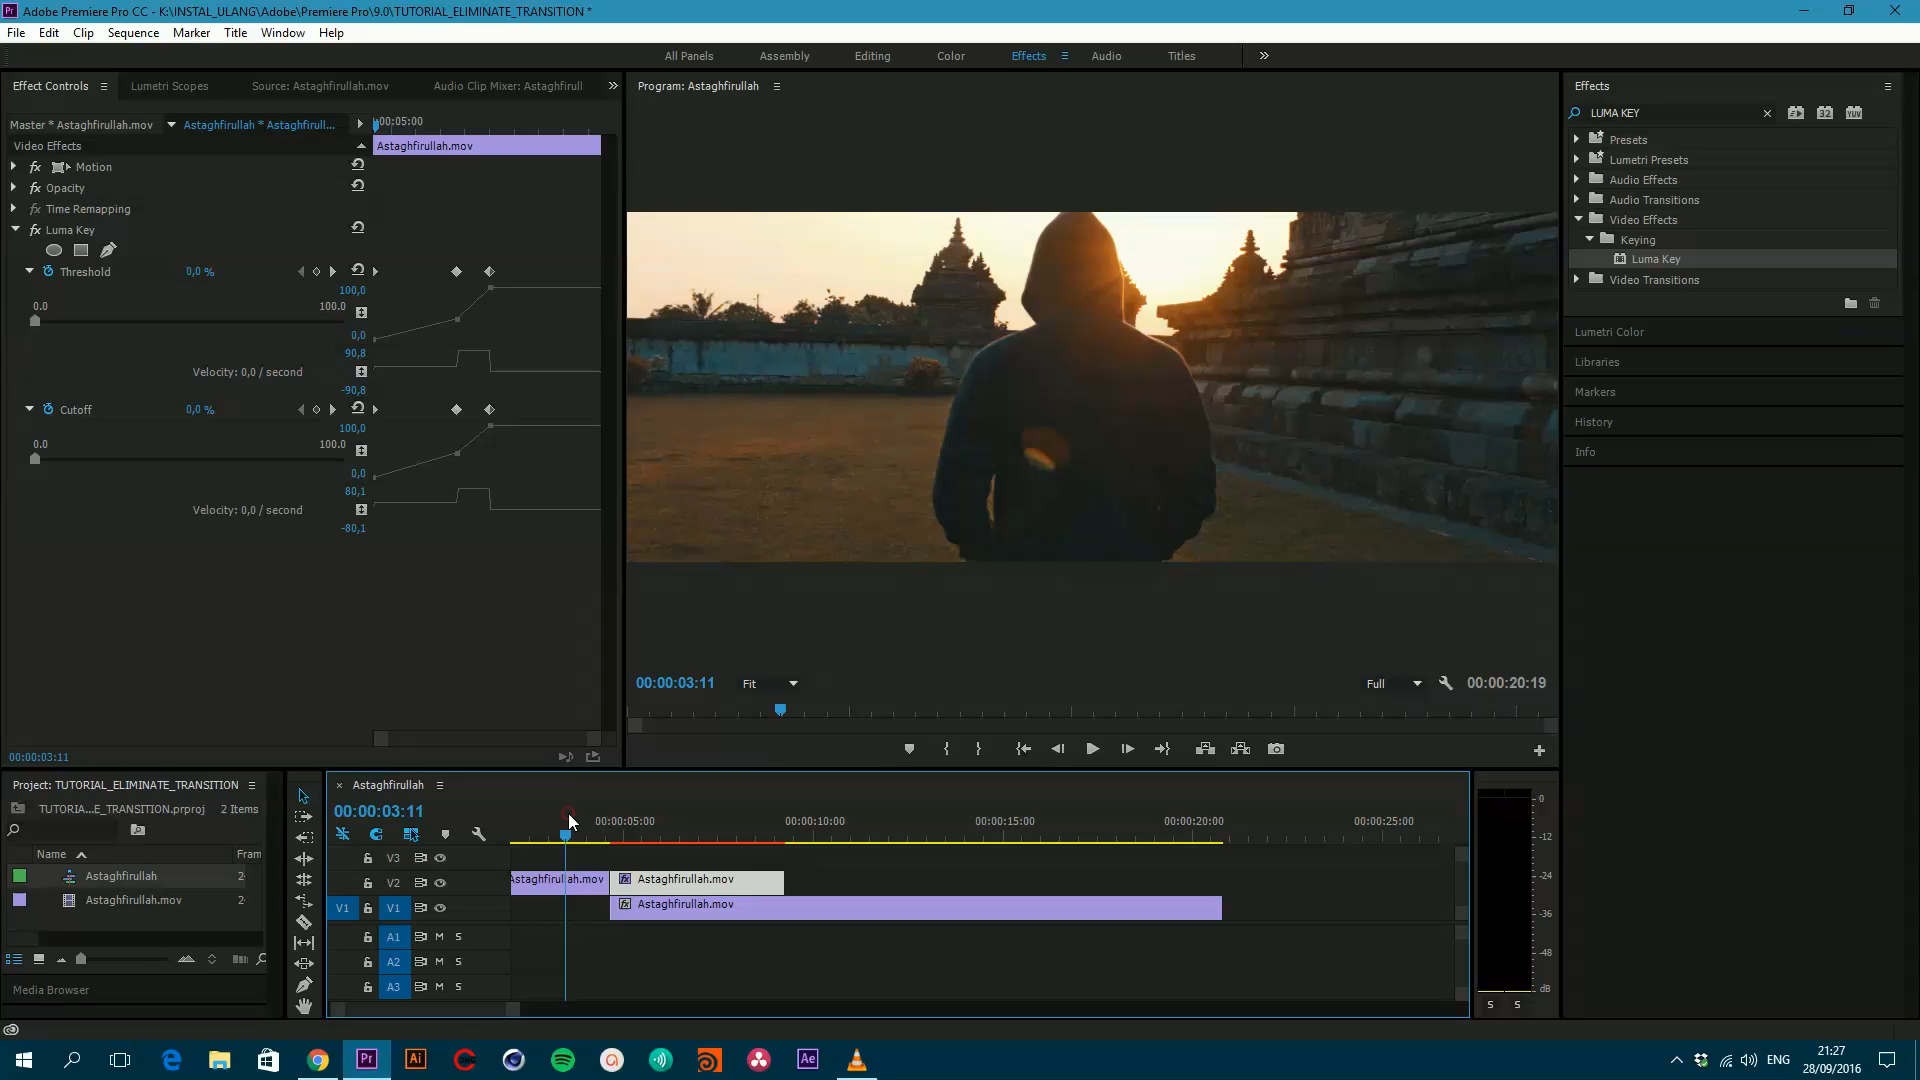 Adobe Premiere Pro CC - K:\INSTAL_ULANG\Adobe\Premiere Pro\9.0\TUTORIAL_ELIMINATE_TRANSITION *
File Edit Clip Sequence Marker Title Window Help
All Panels Assembly Editing Color Effects Audio Titles
Effect Controls Lumetri Scopes Source: Astaghfirullah.mov Audio Clip Mixer: Astaghfirull
Master * Astaghfirullah.mov Astaghfirullah * Astaghfirull...
:00:05:00
Video Effects
Astaghfirullah.mov
fx Motion
fx Opacity
fx Time Remapping
fx Luma Key
Threshold 0,0 %
100,0
0.0 100.0
0,0
90,8
Velocity: 0,0 / second
-90,8
Cutoff 0,0 %
100,0
0.0 100.0
0,0
80,1
Velocity: 0,0 / second
-80,1
00:00:03:11
Program: Astaghfirullah
00:00:03:11 Fit Full 00:00:20:19
Effects
LUMA KEY
32 YUV
Presets
Lumetri Presets
Audio Effects
Audio Transitions
Video Effects
Keying
Luma Key
Video Transitions
Lumetri Color
Libraries
Markers
History
Info
Project: TUTORIAL_ELIMINATE_TRANSITION
TUTORIA...E_TRANSITION.prproj 2 Items
Name Fram
Astaghfirullah 2
Astaghfirullah.mov 2
Media Browser
Astaghfirullah
00:00:03:11
00:00:05:00 00:00:10:00 00:00:15:00 00:00:20:00 00:00:25:00
V3
V2 Astaghfirullah.mov fx Astaghfirullah.mov
V1 V1 fx Astaghfirullah.mov
A1 M S
A2 M S
A3 M S
0
-12
-24
-36
-48
dB
S S
Pr Ai Ae
ENG
21:27
28/09/2016